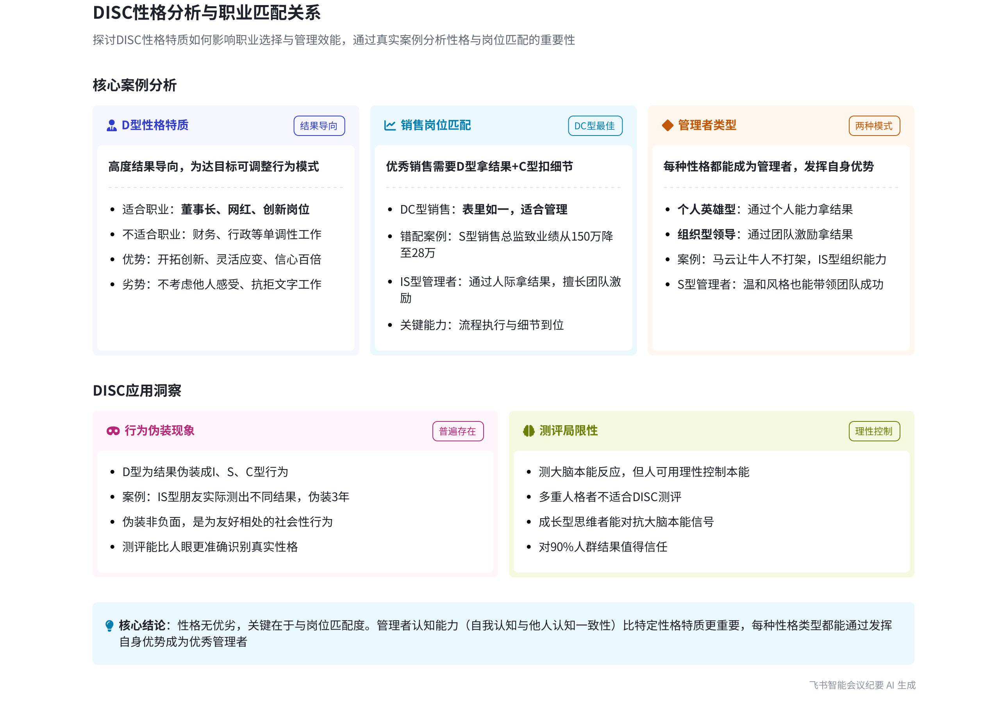 DISC性格分析与职业匹配关系
探讨DISC性格特质如何影响职业选择与管理效能，通过真实案例分析性格与岗位匹配的重要性
核心案例分析
D型性格特质
结果导向
高度结果导向，为达目标可调整行为模式
• 适合职业：董事长、网红、创新岗位
• 不适合职业：财务、行政等单调性工作
• 优势：开拓创新、灵活应变、信心百倍
• 劣势：不考虑他人感受、抗拒文字工作
销售岗位匹配
DC型最佳
优秀销售需要D型拿结果+C型扣细节
• DC型销售：表里如一，适合管理
• 错配案例：S型销售总监致业绩从150万降
至28万
• IS型管理者：通过人际拿结果，擅长团队激
励
• 关键能力：流程执行与细节到位
管理者类型
两种模式
每种性格都能成为管理者，发挥自身优势
• 个人英雄型：通过个人能力拿结果
• 组织型领导：通过团队激励拿结果
• 案例：马云让牛人不打架，IS型组织能力
• S型管理者：温和风格也能带领团队成功
DISC应用洞察
行为伪装现象
普遍存在
• D型为结果伪装成I、S、C型行为
• 案例：IS型朋友实际测出不同结果，伪装3年
• 伪装非负面，是为友好相处的社会性行为
• 测评能比人眼更准确识别真实性格
测评局限性
理性控制
• 测大脑本能反应，但人可用理性控制本能
• 多重人格者不适合DISC测评
• 成长型思维者能对抗大脑本能信号
• 对90%人群结果值得信任
核心结论：性格无优劣，关键在于与岗位匹配度。管理者认知能力（自我认知与他人认知一致性）比特定性格特质更重要，每种性格类型都能通过发挥
自身优势成为优秀管理者
飞书智能会议纪要 AI 生成